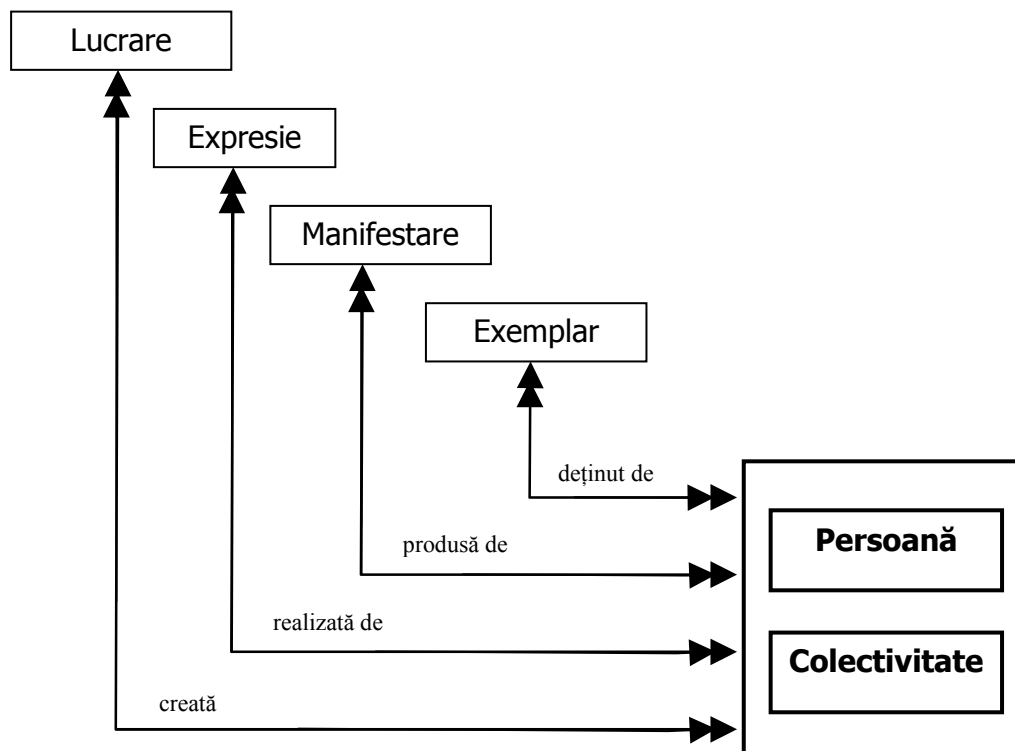 Lucrare
Expresie
Manifestare
Exemplar
deținut de
Persoană
produsă de
realizată de
Colectivitate
creată